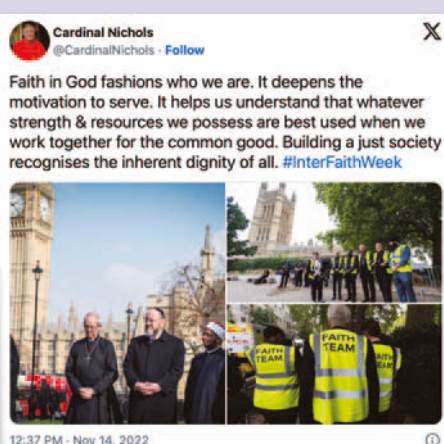 Cardinal Nichols
@CardinalNichols · Follow
X
Faith in God fashions who we are. It deepens the
motivation to serve. It helps us understand that whatever
strength & resources we possess are best used when we
work together for the common good. Building a just society
recognises the inherent dignity of all. #InterFaithWeek
FAITH
TEAM
FAITH
TEAM
FAITH
TEAM
12:37 PM · Nov 14, 2022